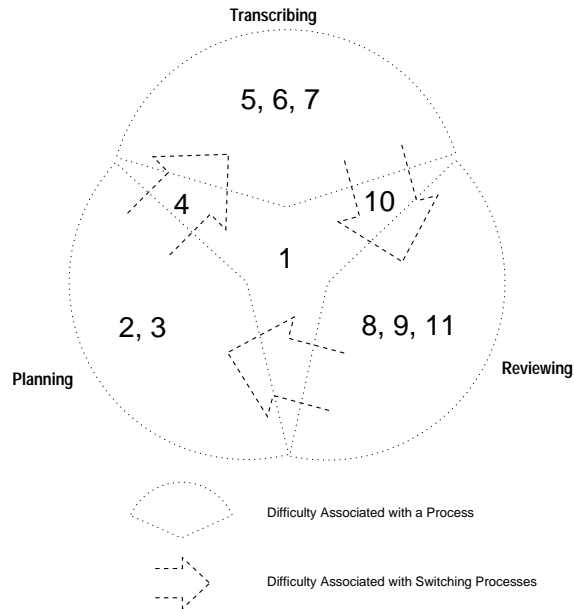 Transcribing
5, 6, 7
4
10
1
2, 3
8, 9, 11
Planning
Reviewing
Difficulty Associated with a Process
Difficulty Associated with Switching Processes